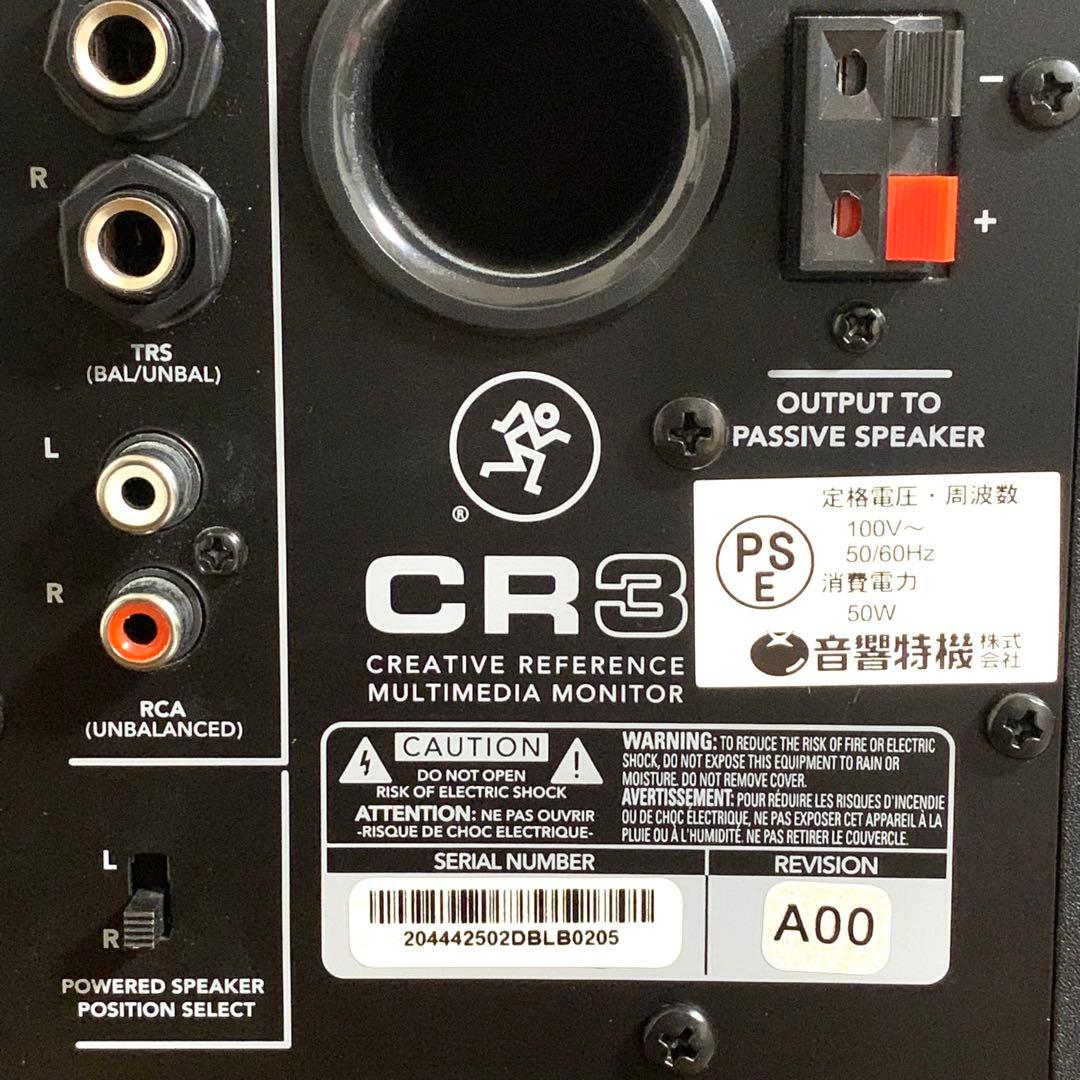 R
TRS
(BAL/UNBAL)
L
R
RCA
(UNBALANCED)
L
R
POWERED SPEAKER
POSITION SELECT
−
+
OUTPUT TO
PASSIVE SPEAKER
®
CR3
CREATIVE REFERENCE
MULTIMEDIA MONITOR
定格電圧・周波数
100V～
50/60Hz
PSE
消費電力
50W
音響特機株式会社
CAUTION
DO NOT OPEN
RISK OF ELECTRIC SHOCK
ATTENTION: NE PAS OUVRIR
-RISQUE DE CHOC ELECTRIQUE-
WARNING: TO REDUCE THE RISK OF FIRE OR ELECTRIC
SHOCK, DO NOT EXPOSE THIS EQUIPMENT TO RAIN OR
MOISTURE. DO NOT REMOVE COVER.
AVERTISSEMENT: POUR RÉDUIRE LES RISQUES D'INCENDIE
OU DE CHOC ÉLECTRIQUE, NE PAS EXPOSER CET APPAREIL À LA
PLUIE OU À L'HUMIDITÉ. NE PAS RETIRER LE COUVERCLE.
SERIAL NUMBER
204442502DBLB0205
REVISION
A00